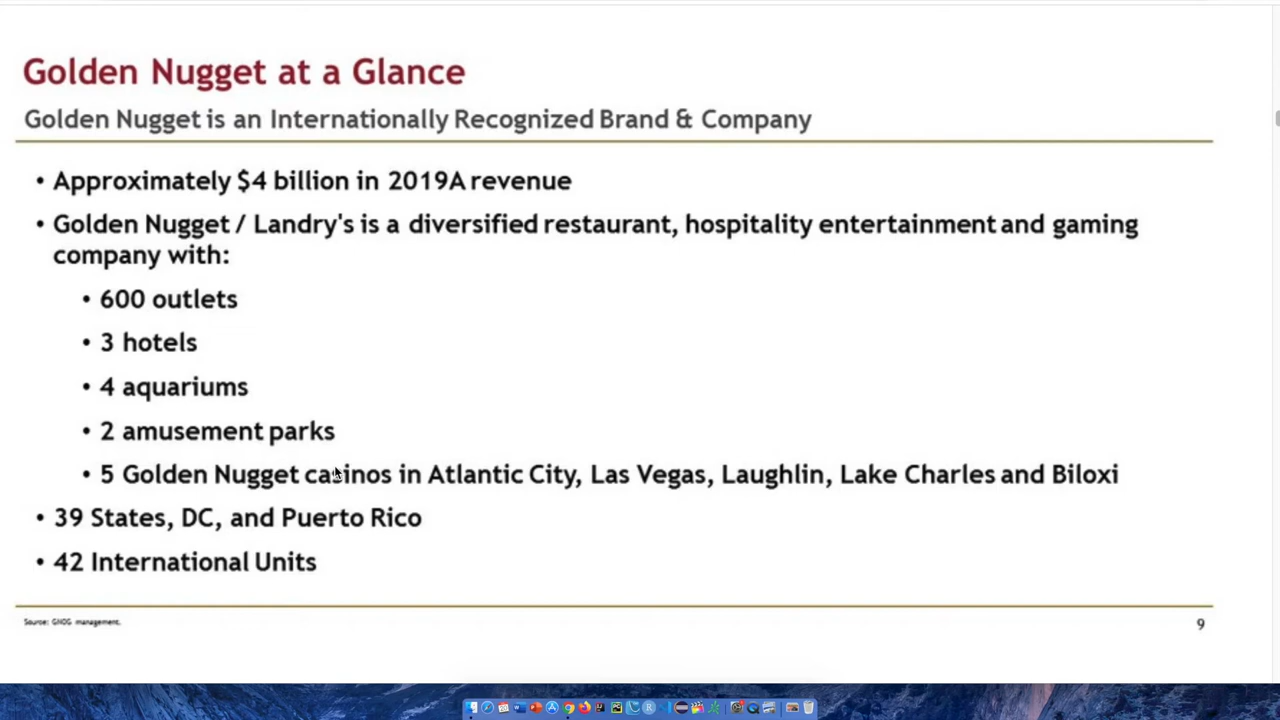 Golden Nugget at a Glance
Golden Nugget is an Internationally Recognized Brand & Company
• Approximately $4 billion in 2019A revenue
• Golden Nugget / Landry's is a diversified restaurant, hospitality entertainment and gaming
company with:
• 600 outlets
• 3 hotels
• 4 aquariums
• 2 amusement parks
• 5 Golden Nugget casinos in Atlantic City, Las Vegas, Laughlin, Lake Charles and Biloxi
• 39 States, DC, and Puerto Rico
• 42 International Units
Source: GNOG management.
9